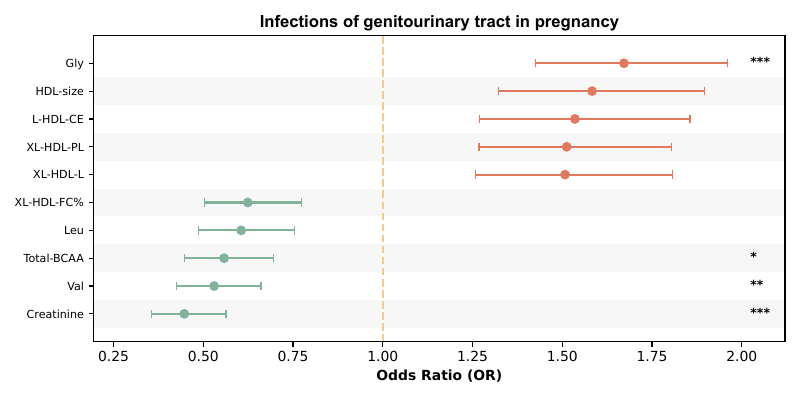 Infections of genitourinary tract in pregnancy
Gly ***
HDL-size
L-HDL-CE
XL-HDL-PL
XL-HDL-L
XL-HDL-FC%
Leu
Total-BCAA *
Val **
Creatinine ***
0.25 0.50 0.75 1.00 1.25 1.50 1.75 2.00
Odds Ratio (OR)